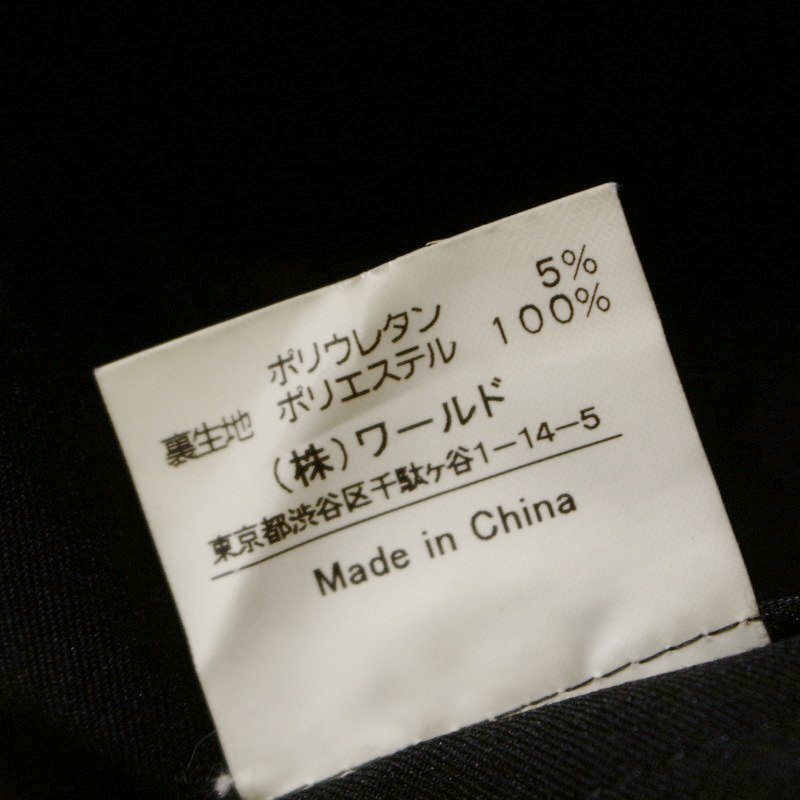 ポリウレタン 5%
裏生地 ポリエステル 100%
(株)ワールド
東京都渋谷区千駄ヶ谷1-14-5
Made in China